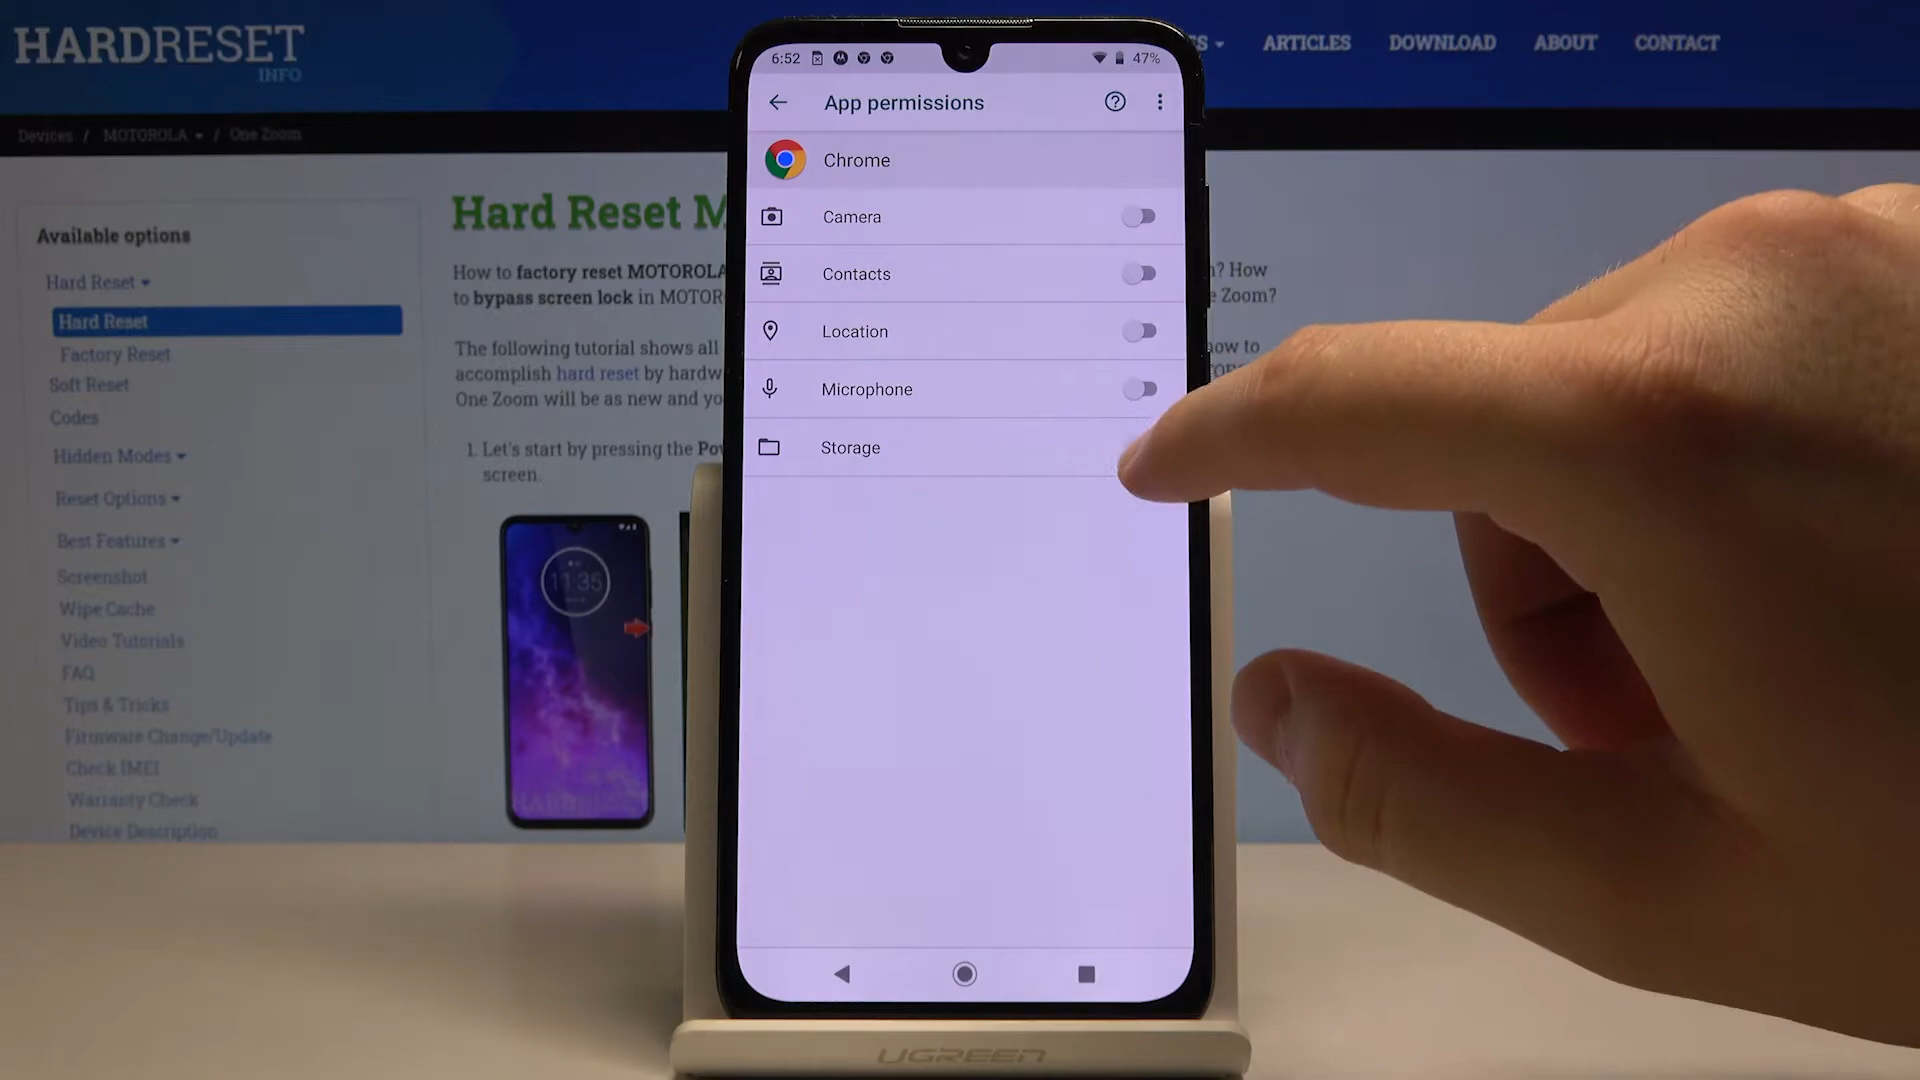 HARDRESET
INFO
ARTICLES
DOWNLOAD
ABOUT
CONTACT
Devices / MOTOROLA / One Zoom
Available options
Hard Reset
Hard Reset
Factory Reset
Soft Reset
Codes
Hidden Modes
Reset Options
Best Features
Screenshot
Wipe Cache
Video Tutorials
FAQ
Tips & Tricks
Firmware Change/Update
Check IMEI
Warranty Check
Device Description
Hard Reset M
How to factory reset MOTOROLA
? How
to bypass screen lock in MOTOR
e Zoom?
The following tutorial shows all
how to
accomplish hard reset by hardw
One Zoom will be as new and yo
1. Let's start by pressing the Pow
screen.
11:35
6:52
47%
App permissions
Chrome
Camera
Contacts
Location
Microphone
Storage
UGREEN